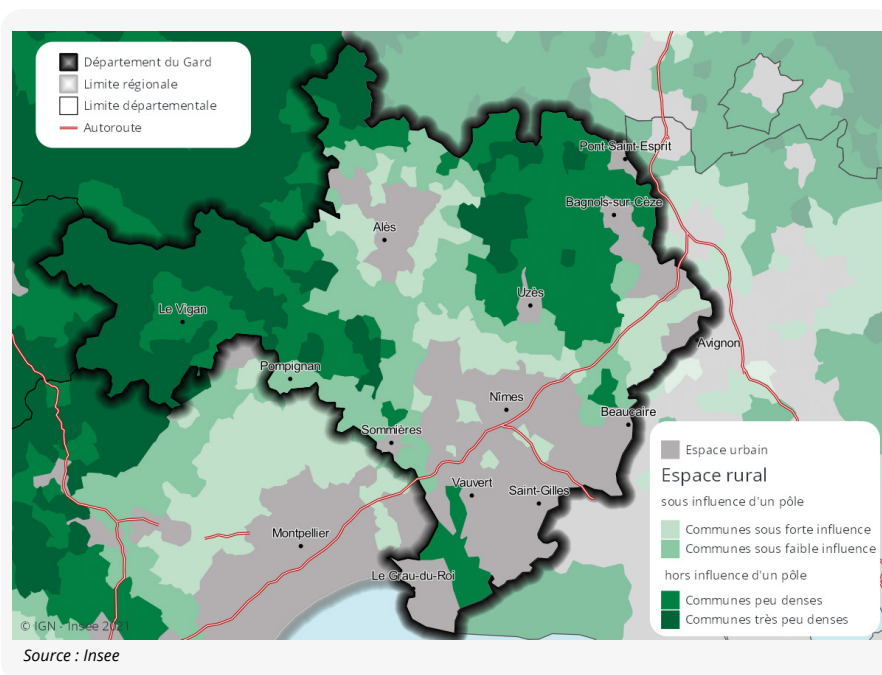 Département du Gard
Limite régionale
Limite départementale
Autoroute
Pont-Saint-Esprit
Bagnols-sur-Cèze
Alès
Uzès
Le Vigan
Avignon
Pompignan
Nîmes
Beaucaire
Sommières
Vauvert
Saint-Gilles
Montpellier
Le Grau-du-Roi
Espace urbain
Espace rural
sous influence d'un pôle
Communes sous forte influence
Communes sous faible influence
hors influence d'un pôle
Communes peu denses
Communes très peu denses
© IGN - Insee 2021
Source : Insee